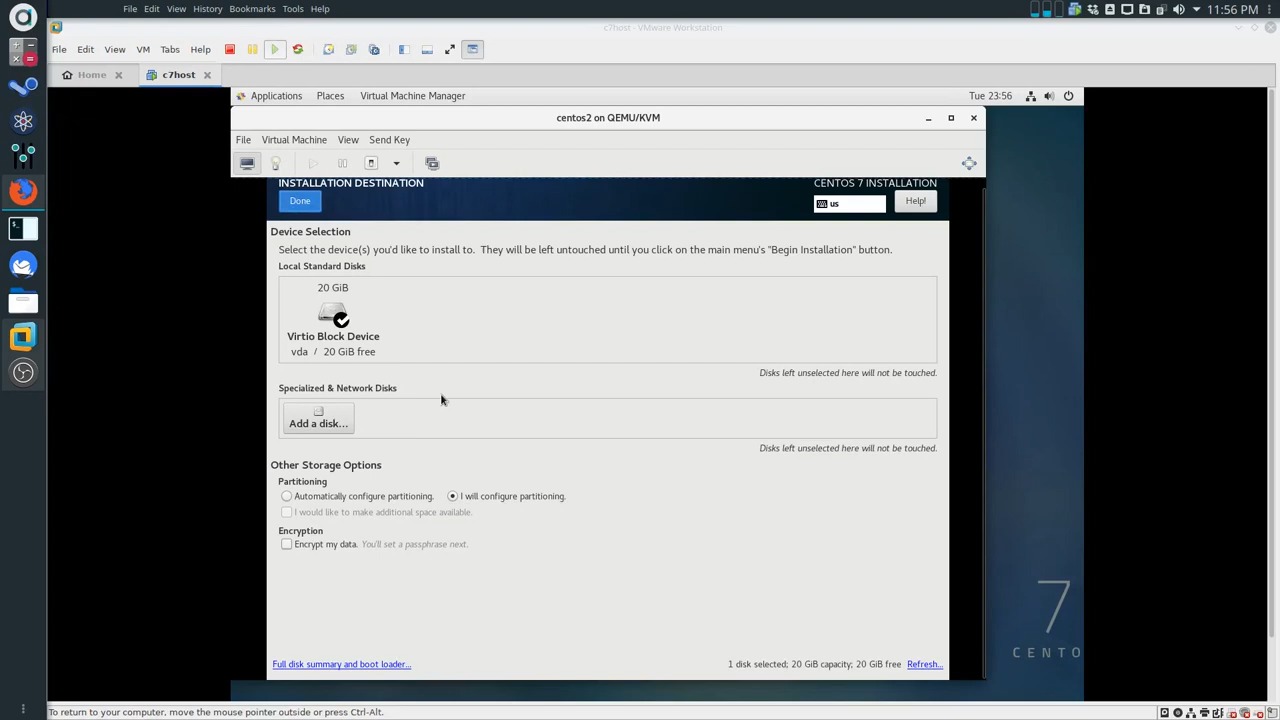 File Edit View History Bookmarks Tools Help
11:56 PM
c7host - VMware Workstation
File Edit View VM Tabs Help
Home c7host
Applications Places Virtual Machine Manager
Tue 23:56
centos2 on QEMU/KVM
File Virtual Machine View Send Key
INSTALLATION DESTINATION
CENTOS 7 INSTALLATION
Done
us
Help!
Device Selection
Select the device(s) you'd like to install to. They will be left untouched until you click on the main menu's "Begin Installation" button.
Local Standard Disks
20 GiB
Virtio Block Device
vda / 20 GiB free
Disks left unselected here will not be touched.
Specialized & Network Disks
Add a disk...
Disks left unselected here will not be touched.
Other Storage Options
Partitioning
Automatically configure partitioning. I will configure partitioning.
I would like to make additional space available.
Encryption
Encrypt my data. You'll set a passphrase next.
7
CENTO
Full disk summary and boot loader...
1 disk selected; 20 GiB capacity; 20 GiB free Refresh...
To return to your computer, move the mouse pointer outside or press Ctrl-Alt.